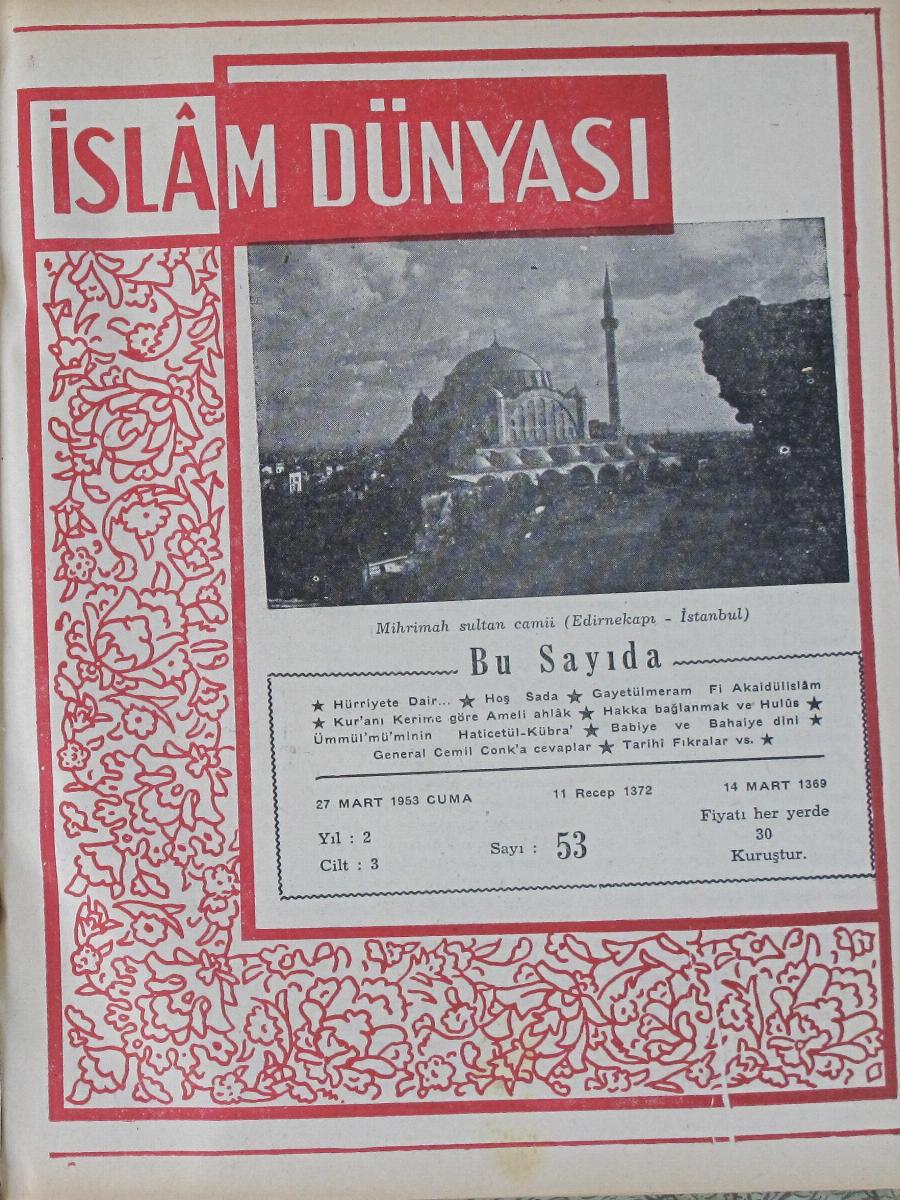 İSLÂM DÜNYASI
Mihrimah sultan camii (Edirnekapı - İstanbul)
Bu Sayıda
★ Hürriyete Dair... ★ Hoş Sada ★ Gayetülmeram Fi Akaidülislâm
★ Kur'anı Kerime göre Ameli ahlâk ★ Hakka bağlanmak ve Hulûs ★
Ümmül'mü'minin Haticetül-Kübra' ★ Babiye ve Bahaiye dini ★
General Cemil Conk'a cevaplar ★ Tarihî Fıkralar vs. ★
27 MART 1953 CUMA 11 Recep 1372 14 MART 1369
Yıl : 2
Cilt : 3
Sayı : 53
Fiyatı her yerde
30
Kuruştur.